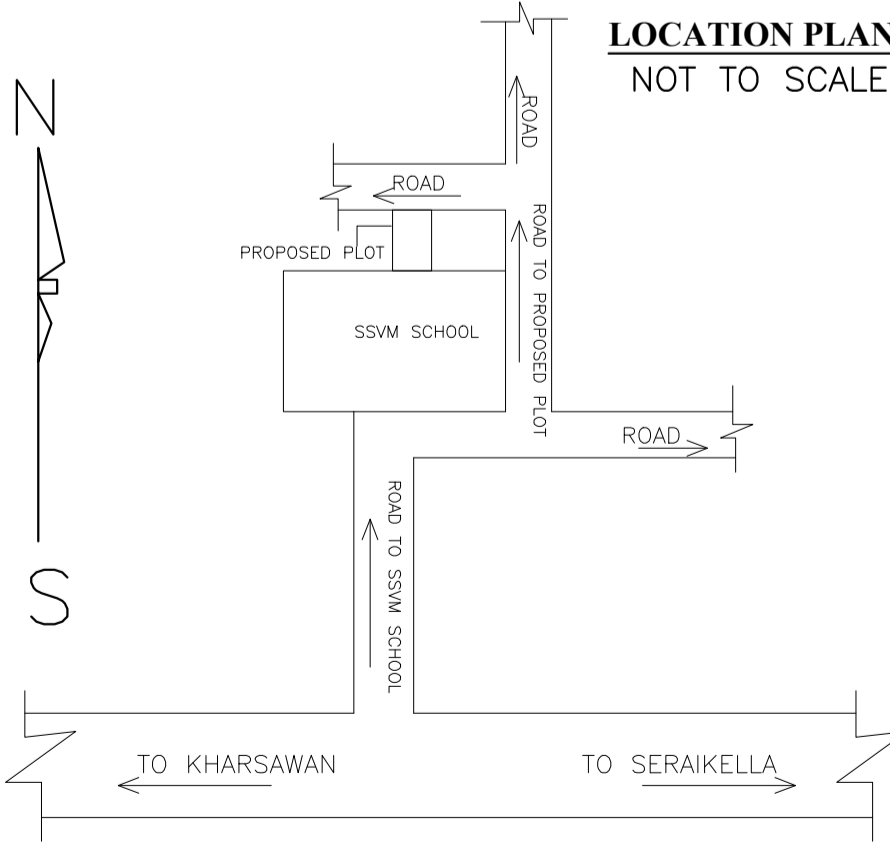 LOCATION PLAN
NOT TO SCALE
N
ROAD
ROAD
ROAD TO PROPOSED PLOT
PROPOSED PLOT
SSVM SCHOOL
ROAD
ROAD TO SSVM SCHOOL
S
TO KHARSAWAN
TO SERAIKELLA